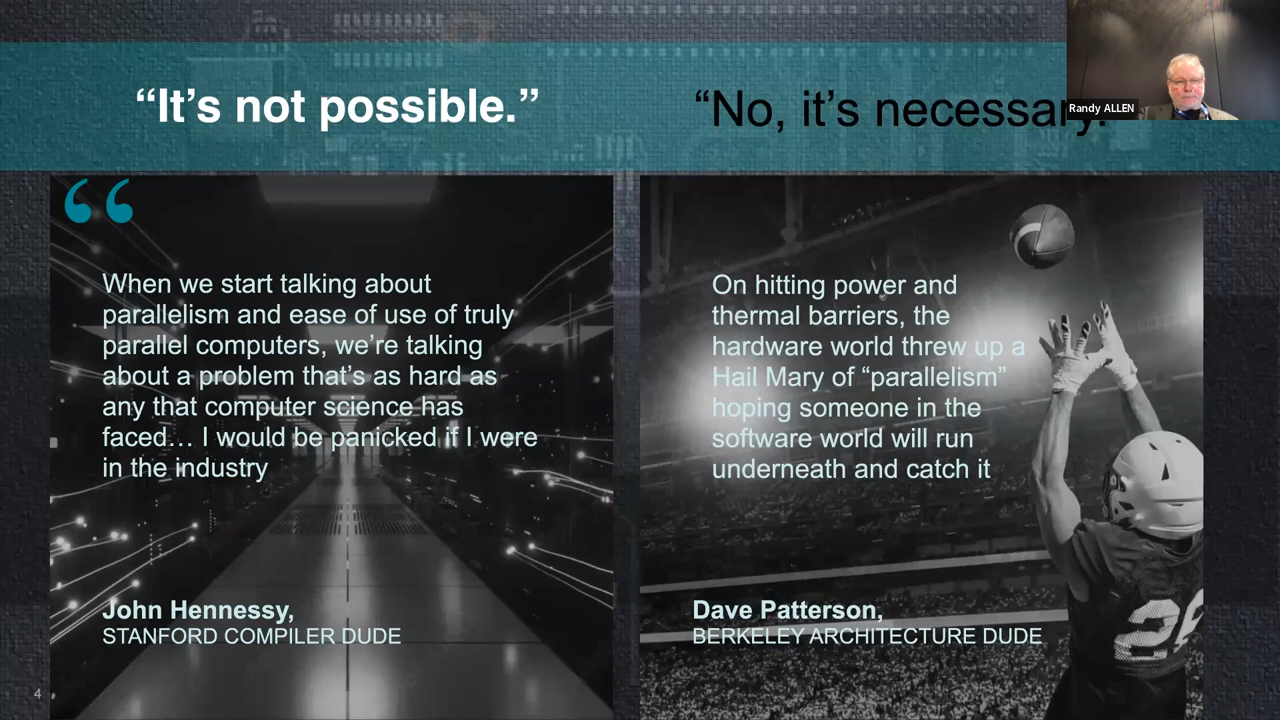 “It’s not possible.”
“No, it’s necessary.”
Randy ALLEN
“
When we start talking about
parallelism and ease of use of truly
parallel computers, we’re talking
about a problem that’s as hard as
any that computer science has
faced… I would be panicked if I were
in the industry
John Hennessy,
STANFORD COMPILER DUDE
On hitting power and
thermal barriers, the
hardware world threw up a
Hail Mary of “parallelism”
hoping someone in the
software world will run
underneath and catch it
Dave Patterson,
BERKELEY ARCHITECTURE DUDE
4